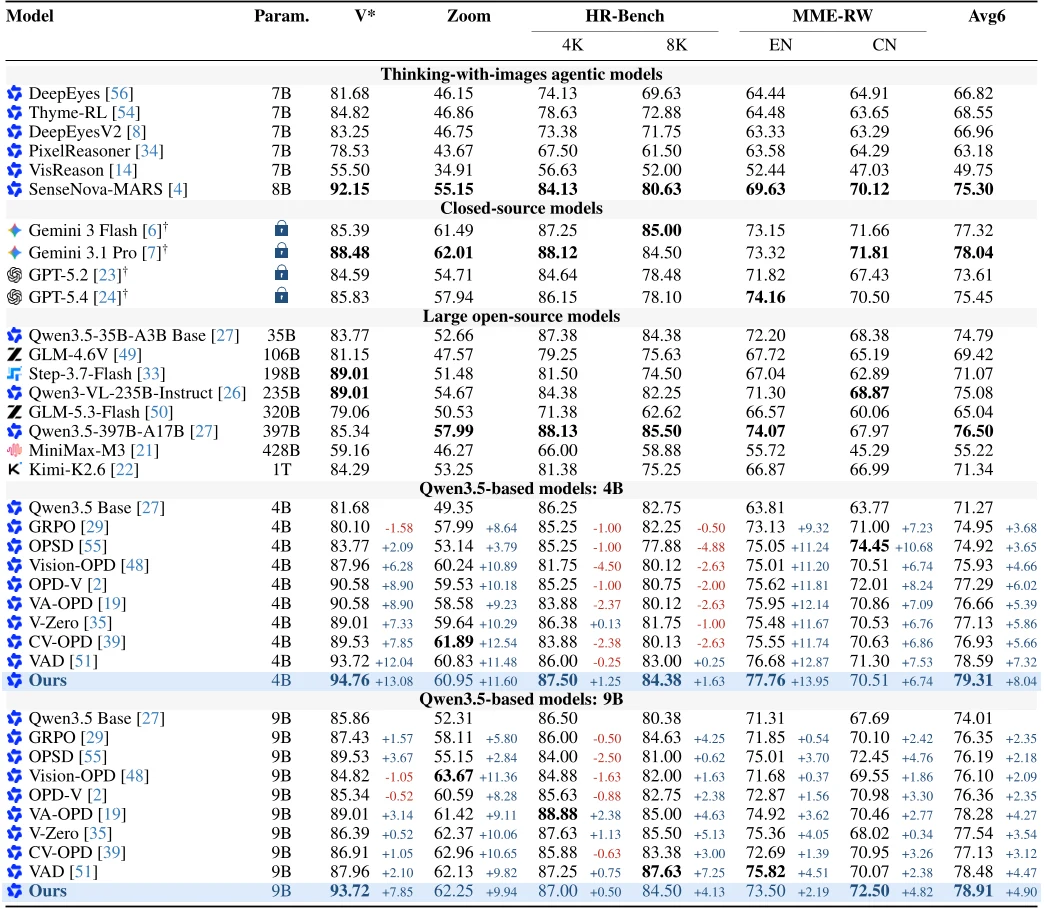 Model Param. V* Zoom HR-Bench MME-RW Avg6
4K 8K EN CN
Thinking-with-images agentic models
DeepEyes [56] 7B 81.68 46.15 74.13 69.63 64.44 64.91 66.82
Thyme-RL [54] 7B 84.82 46.86 78.63 72.88 64.48 63.65 68.55
DeepEyesV2 [8] 7B 83.25 46.75 73.38 71.75 63.33 63.29 66.96
PixelReasoner [34] 7B 78.53 43.67 67.50 61.50 63.58 64.29 63.18
VisReason [14] 7B 55.50 34.91 56.63 52.00 52.44 47.03 49.75
SenseNova-MARS [4] 8B 92.15 55.15 84.13 80.63 69.63 70.12 75.30
Closed-source models
Gemini 3 Flash [6]† 85.39 61.49 87.25 85.00 73.15 71.66 77.32
Gemini 3.1 Pro [7]† 88.48 62.01 88.12 84.50 73.32 71.81 78.04
GPT-5.2 [23]† 84.59 54.71 84.64 78.48 71.82 67.43 73.61
GPT-5.4 [24]† 85.83 57.94 86.15 78.10 74.16 70.50 75.45
Large open-source models
Qwen3.5-35B-A3B Base [27] 35B 83.77 52.66 87.38 84.38 72.20 68.38 74.79
GLM-4.6V [49] 106B 81.15 47.57 79.25 75.63 67.72 65.19 69.42
Step-3.7-Flash [33] 198B 89.01 51.48 81.50 74.50 67.04 62.89 71.07
Qwen3-VL-235B-Instruct [26] 235B 89.01 54.67 84.38 82.25 71.30 68.87 75.08
GLM-5.3-Flash [50] 320B 79.06 50.53 71.38 62.62 66.57 60.06 65.04
Qwen3.5-397B-A17B [27] 397B 85.34 57.99 88.13 85.50 74.07 67.97 76.50
MiniMax-M3 [21] 428B 59.16 46.27 66.00 58.88 55.72 45.29 55.22
Kimi-K2.6 [22] 1T 84.29 53.25 81.38 75.25 66.87 66.99 71.34
Qwen3.5-based models: 4B
Qwen3.5 Base [27] 4B 81.68 49.35 86.25 82.75 63.81 63.77 71.27
GRPO [29] 4B 80.10 -1.58 57.99 +8.64 85.25 -1.00 82.25 -0.50 73.13 +9.32 71.00 +7.23 74.95 +3.68
OPSD [55] 4B 83.77 +2.09 53.14 +3.79 85.25 -1.00 77.88 -4.88 75.05 +11.24 74.45 +10.68 74.92 +3.65
Vision-OPD [48] 4B 87.96 +6.28 60.24 +10.89 81.75 -4.50 80.12 -2.63 75.01 +11.20 70.51 +6.74 75.93 +4.66
OPD-V [2] 4B 90.58 +8.90 59.53 +10.18 85.25 -1.00 80.75 -2.00 75.62 +11.81 72.01 +8.24 77.29 +6.02
VA-OPD [19] 4B 90.58 +8.90 58.58 +9.23 83.88 -2.37 80.12 -2.63 75.95 +12.14 70.86 +7.09 76.66 +5.39
V-Zero [35] 4B 89.01 +7.33 59.64 +10.29 86.38 +0.13 81.75 -1.00 75.48 +11.67 70.53 +6.76 77.13 +5.86
CV-OPD [39] 4B 89.53 +7.85 61.89 +12.54 83.88 -2.38 80.13 -2.63 75.55 +11.74 70.63 +6.86 76.93 +5.66
VAD [51] 4B 93.72 +12.04 60.83 +11.48 86.00 -0.25 83.00 +0.25 76.68 +12.87 71.30 +7.53 78.59 +7.32
Ours 4B 94.76 +13.08 60.95 +11.60 87.50 +1.25 84.38 +1.63 77.76 +13.95 70.51 +6.74 79.31 +8.04
Qwen3.5-based models: 9B
Qwen3.5 Base [27] 9B 85.86 52.31 86.50 80.38 71.31 67.69 74.01
GRPO [29] 9B 87.43 +1.57 58.11 +5.80 86.00 -0.50 84.63 +4.25 71.85 +0.54 70.10 +2.42 76.35 +2.35
OPSD [55] 9B 89.53 +3.67 55.15 +2.84 84.00 -2.50 81.00 +0.62 75.01 +3.70 72.45 +4.76 76.19 +2.18
Vision-OPD [48] 9B 84.82 -1.05 63.67 +11.36 84.88 -1.63 82.00 +1.63 71.68 +0.37 69.55 +1.86 76.10 +2.09
OPD-V [2] 9B 85.34 -0.52 60.59 +8.28 85.63 -0.88 82.75 +2.38 72.87 +1.56 70.98 +3.30 76.36 +2.35
VA-OPD [19] 9B 89.01 +3.14 61.42 +9.11 88.88 +2.38 85.00 +4.63 74.92 +3.62 70.46 +2.77 78.28 +4.27
V-Zero [35] 9B 86.39 +0.52 62.37 +10.06 87.63 +1.13 85.50 +5.13 75.36 +4.05 68.02 +0.34 77.54 +3.54
CV-OPD [39] 9B 86.91 +1.05 62.96 +10.65 85.88 -0.63 83.38 +3.00 72.69 +1.39 70.95 +3.26 77.13 +3.12
VAD [51] 9B 87.96 +2.10 62.13 +9.82 87.25 +0.75 87.63 +7.25 75.82 +4.51 70.07 +2.38 78.48 +4.47
Ours 9B 93.72 +7.85 62.25 +9.94 87.00 +0.50 84.50 +4.13 73.50 +2.19 72.50 +4.82 78.91 +4.90